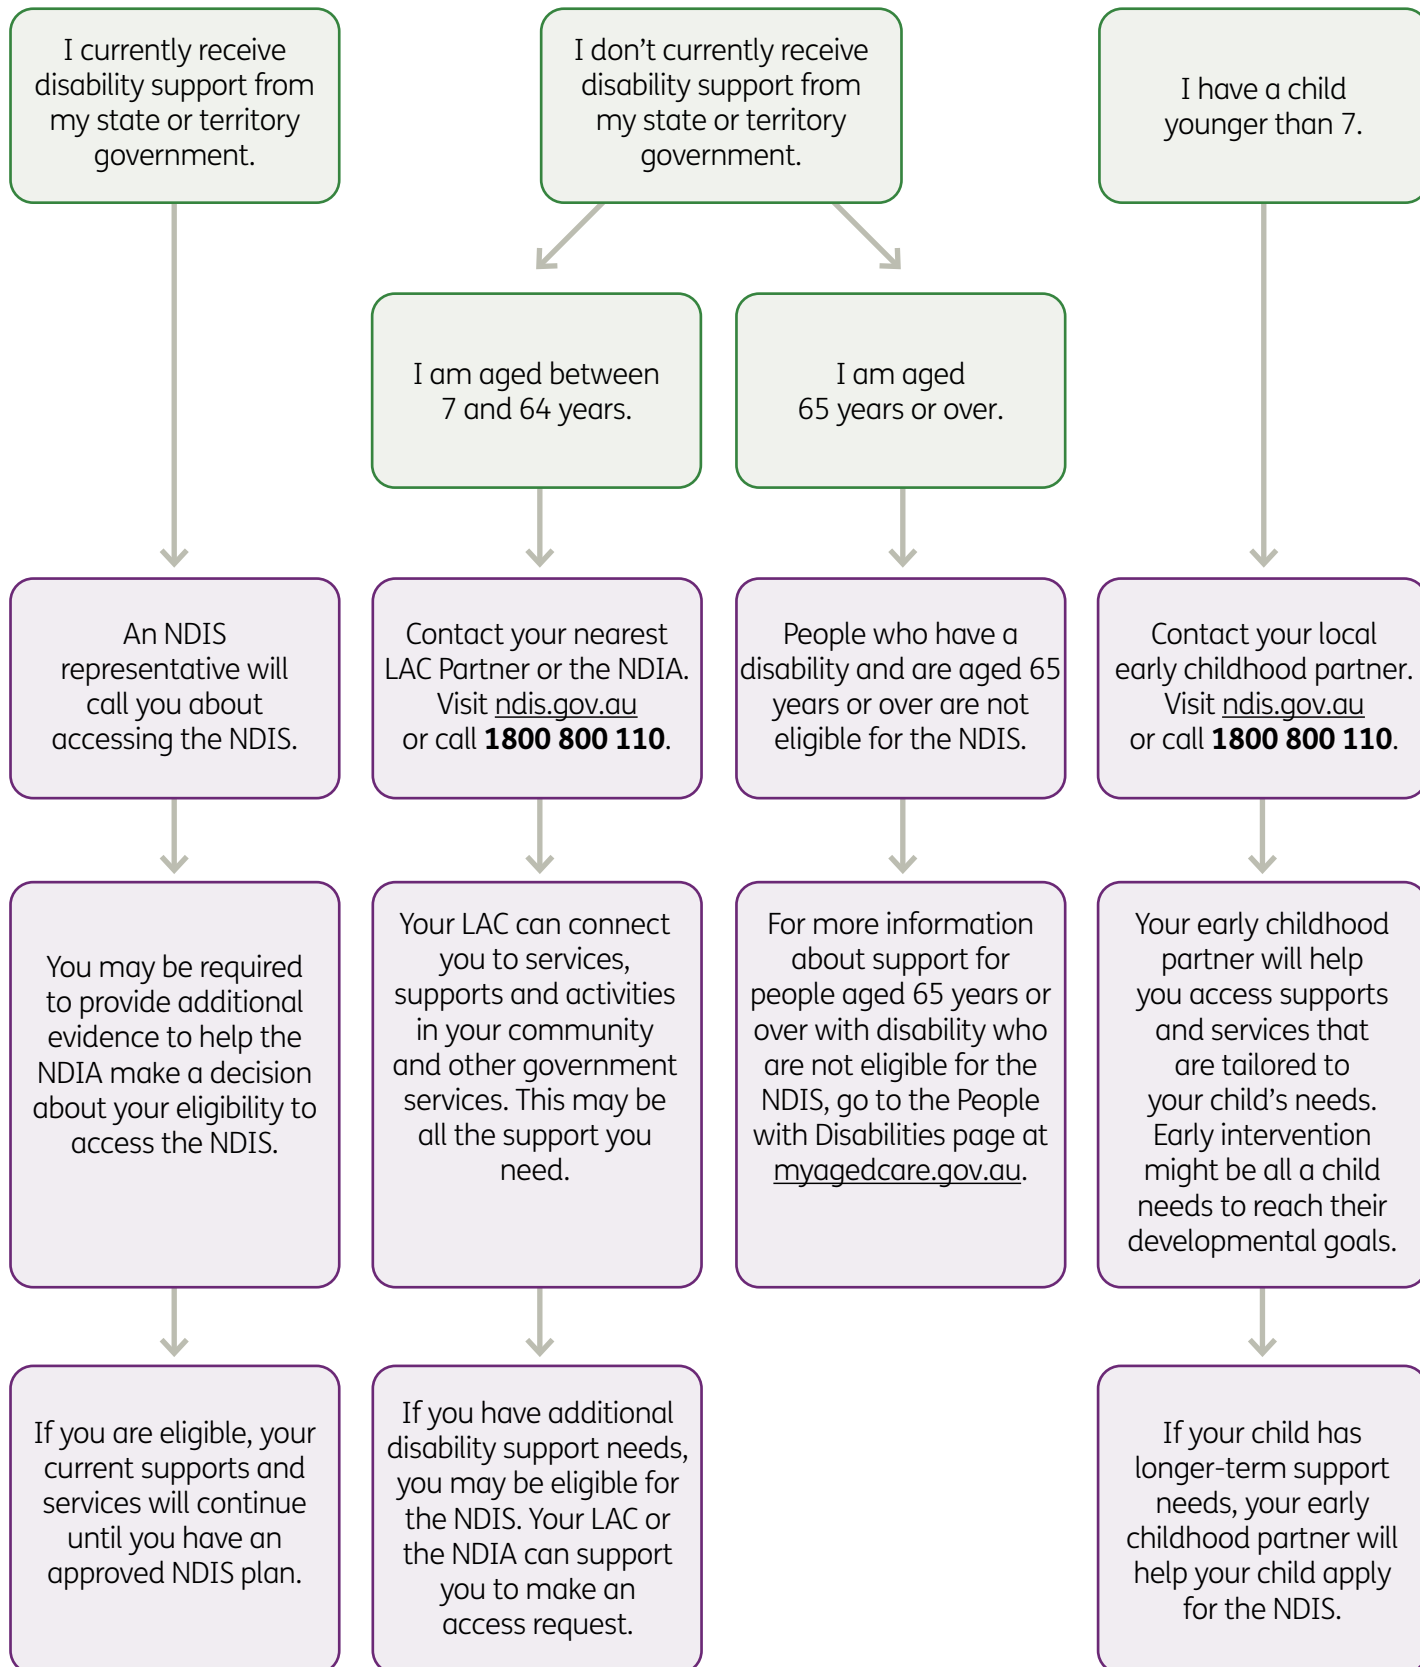 I currently receive
disability support from
my state or territory
government.
I don’t currently receive
disability support from
my state or territory
government.
I have a child
younger than 7.
I am aged between
7 and 64 years.
I am aged
65 years or over.
An NDIS
representative will
call you about
accessing the NDIS.
Contact your nearest
LAC Partner or the NDIA.
Visit ndis.gov.au
or call 1800 800 110.
People who have a
disability and are aged 65
years or over are not
eligible for the NDIS.
Contact your local
early childhood partner.
Visit ndis.gov.au
or call 1800 800 110.
You may be required
to provide additional
evidence to help the
NDIA make a decision
about your eligibility to
access the NDIS.
Your LAC can connect
you to services,
supports and activities
in your community
and other government
services. This may be
all the support you
need.
For more information
about support for
people aged 65 years or
over with disability who
are not eligible for the
NDIS, go to the People
with Disabilities page at
myagedcare.gov.au.
Your early childhood
partner will help
you access supports
and services that
are tailored to
your child’s needs.
Early intervention
might be all a child
needs to reach their
developmental goals.
If you are eligible, your
current supports and
services will continue
until you have an
approved NDIS plan.
If you have additional
disability support needs,
you may be eligible for
the NDIS. Your LAC or
the NDIA can support
you to make an
access request.
If your child has
longer-term support
needs, your early
childhood partner will
help your child apply
for the NDIS.